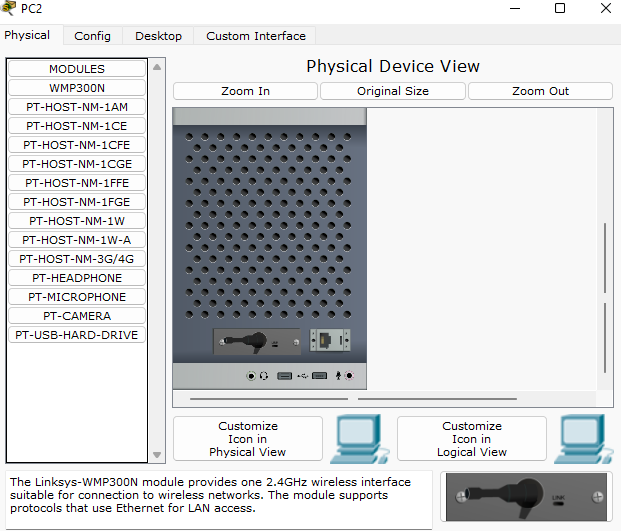 PC2
Physical
Config
Desktop
Custom Interface
MODULES
WMP300N
PT-HOST-NM-1AM
PT-HOST-NM-1CE
PT-HOST-NM-1CFE
PT-HOST-NM-1CGE
PT-HOST-NM-1FFE
PT-HOST-NM-1FGE
PT-HOST-NM-1W
PT-HOST-NM-1W-A
PT-HOST-NM-3G/4G
PT-HEADPHONE
PT-MICROPHONE
PT-CAMERA
PT-USB-HARD-DRIVE
Physical Device View
Zoom In
Original Size
Zoom Out
Customize
Icon in
Physical View
Customize
Icon in
Logical View
The Linksys-WMP300N module provides one 2.4GHz wireless interface
suitable for connection to wireless networks. The module supports
protocols that use Ethernet for LAN access.
LINK